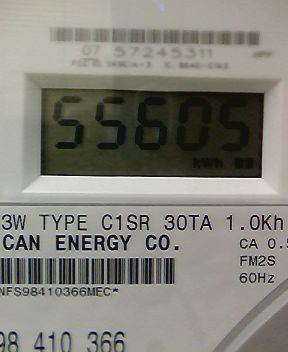 07 57245311
55605
kWh
3W TYPE C1SR 30TA 1.0Kh
CAN ENERGY CO.
CA 0.5
FM2S
60Hz
NFS98410366MEC*
98 410 366